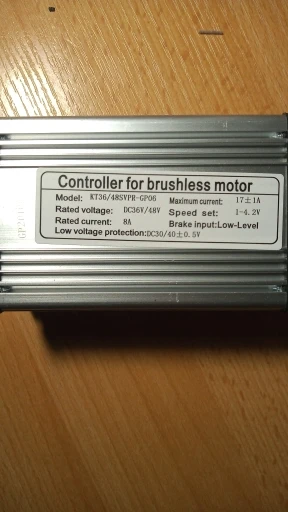 Controller for brushless motor
Model: KT36/48SVPR-GP06 Maximum current: 17±1A
Rated voltage: DC36V/48V Speed set: 1-4.2V
Rated current: 8A Brake input:Low-Level
Low voltage protection:DC30/40±0.5V